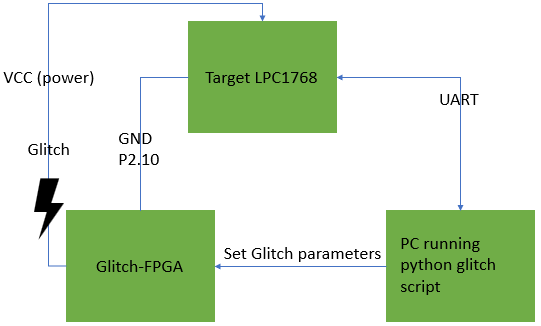 Target LPC1768
VCC (power)
UART
GND
P2.10
Glitch
Set Glitch parameters
Glitch-FPGA
PC running
python glitch
script